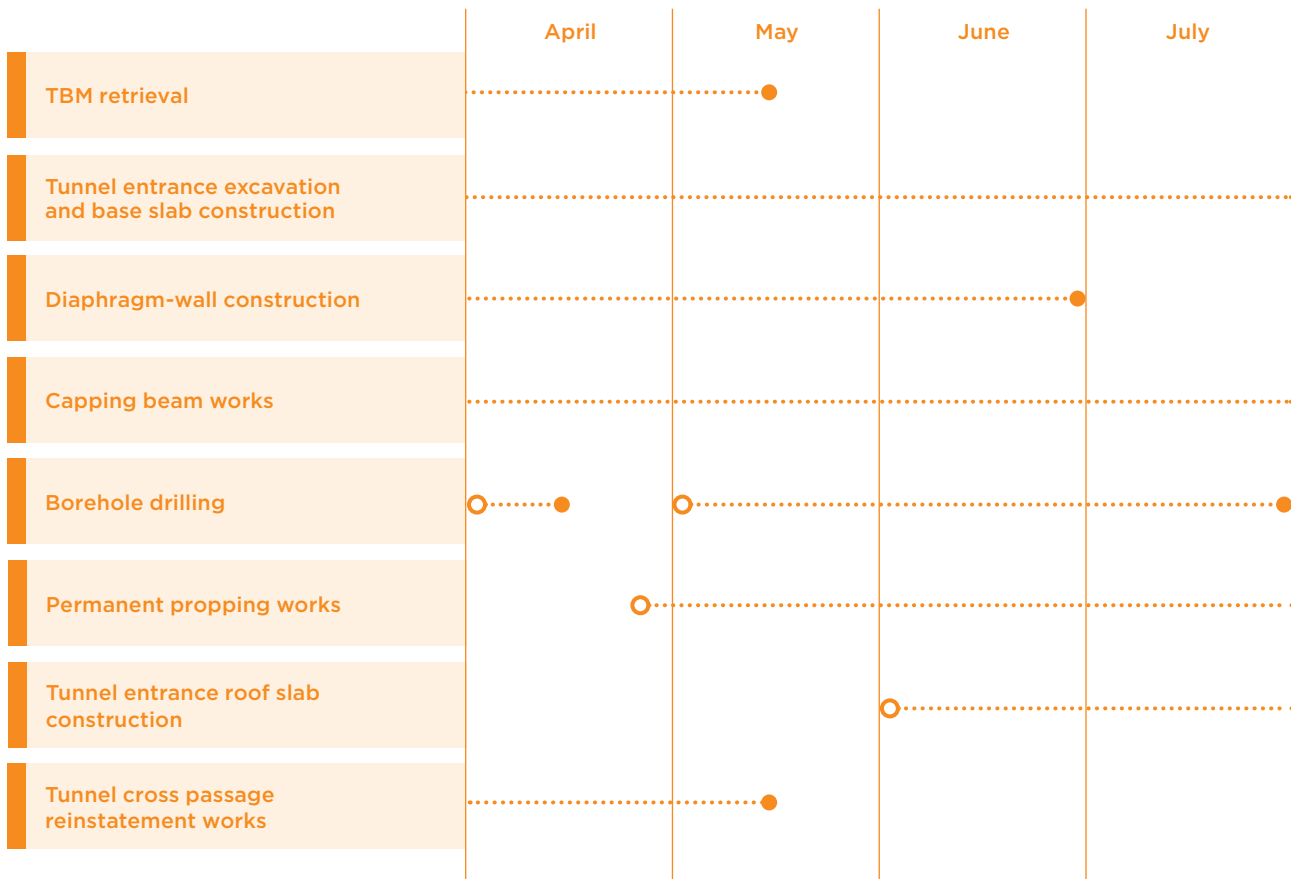 April
May
June
July
TBM retrieval
Tunnel entrance excavation
and base slab construction
Diaphragm-wall construction
Capping beam works
Borehole drilling
Permanent propping works
Tunnel entrance roof slab
construction
Tunnel cross passage
reinstatement works